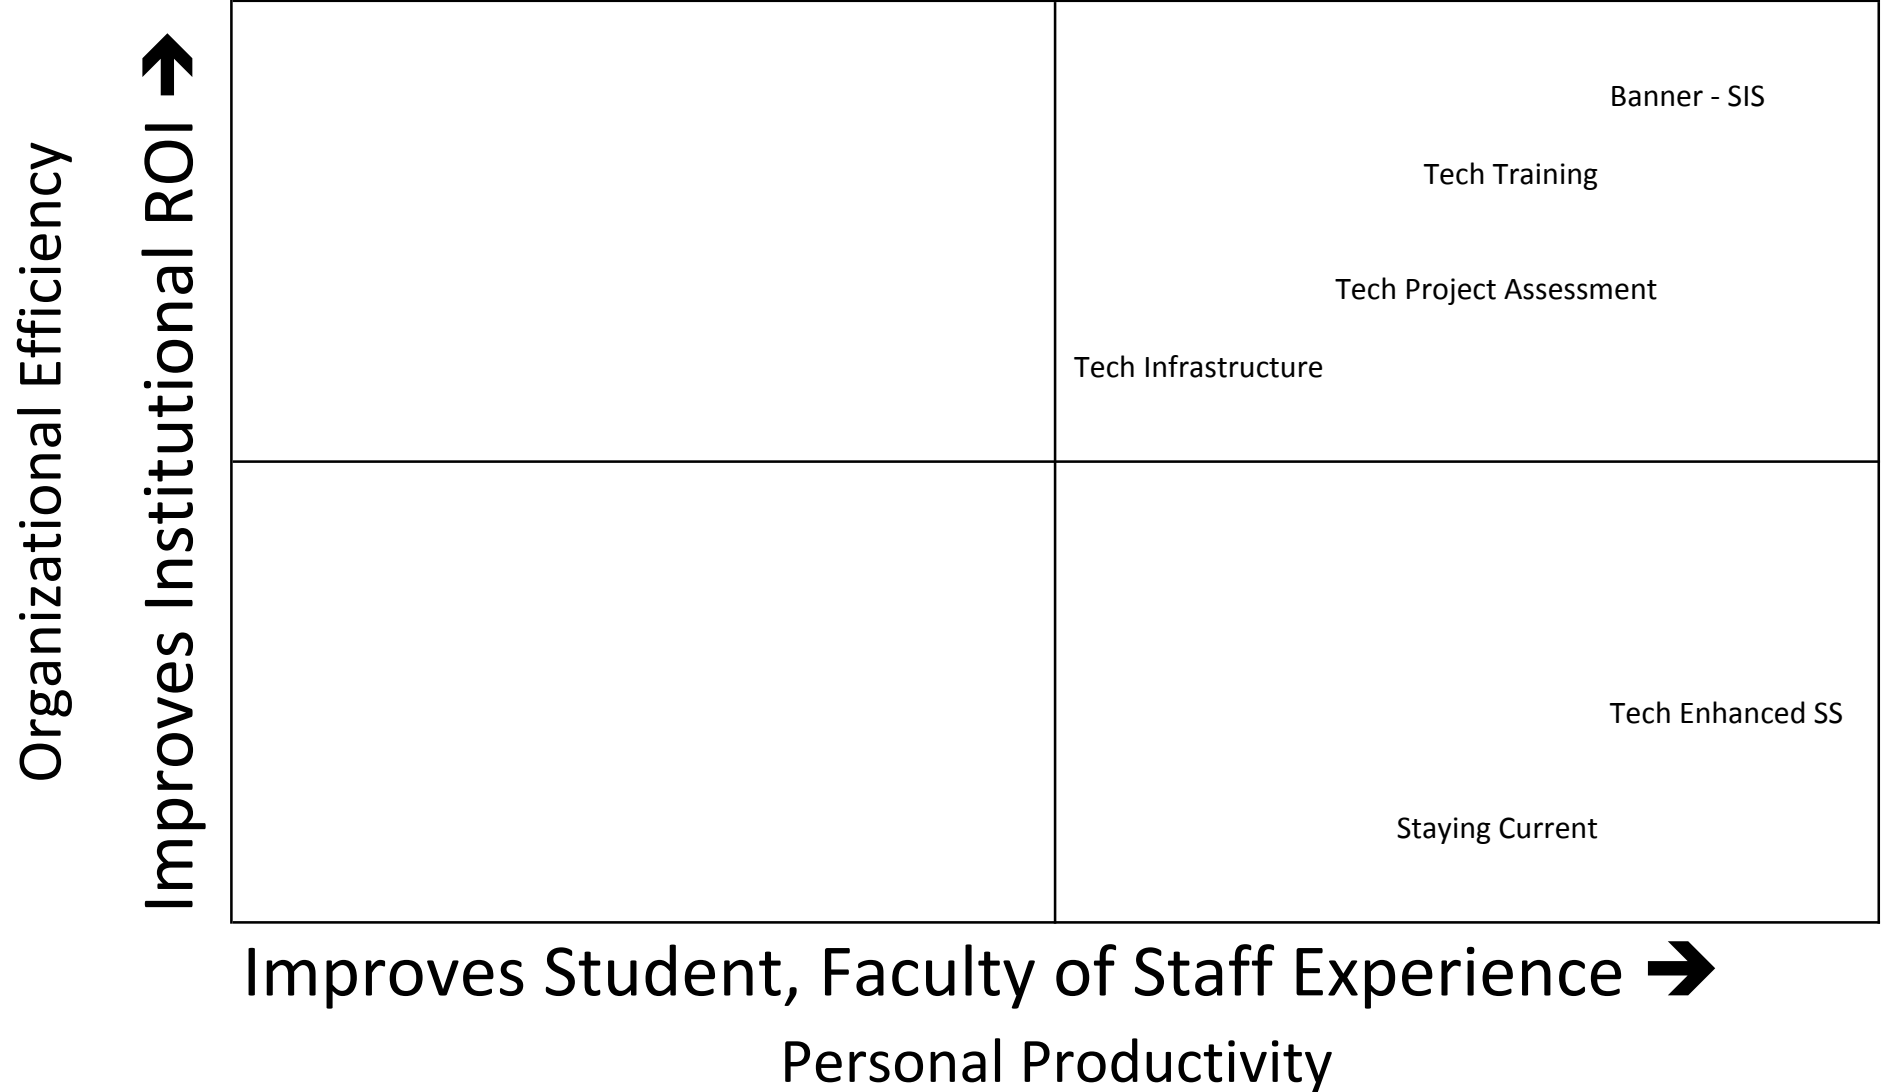 Organizational Efficiency
Improves Institutional ROI 🡹
Banner - SIS
Tech Training
Tech Project Assessment
Tech Infrastructure
Tech Enhanced SS
Staying Current
Improves Student, Faculty of Staff Experience 🡺
Personal Productivity